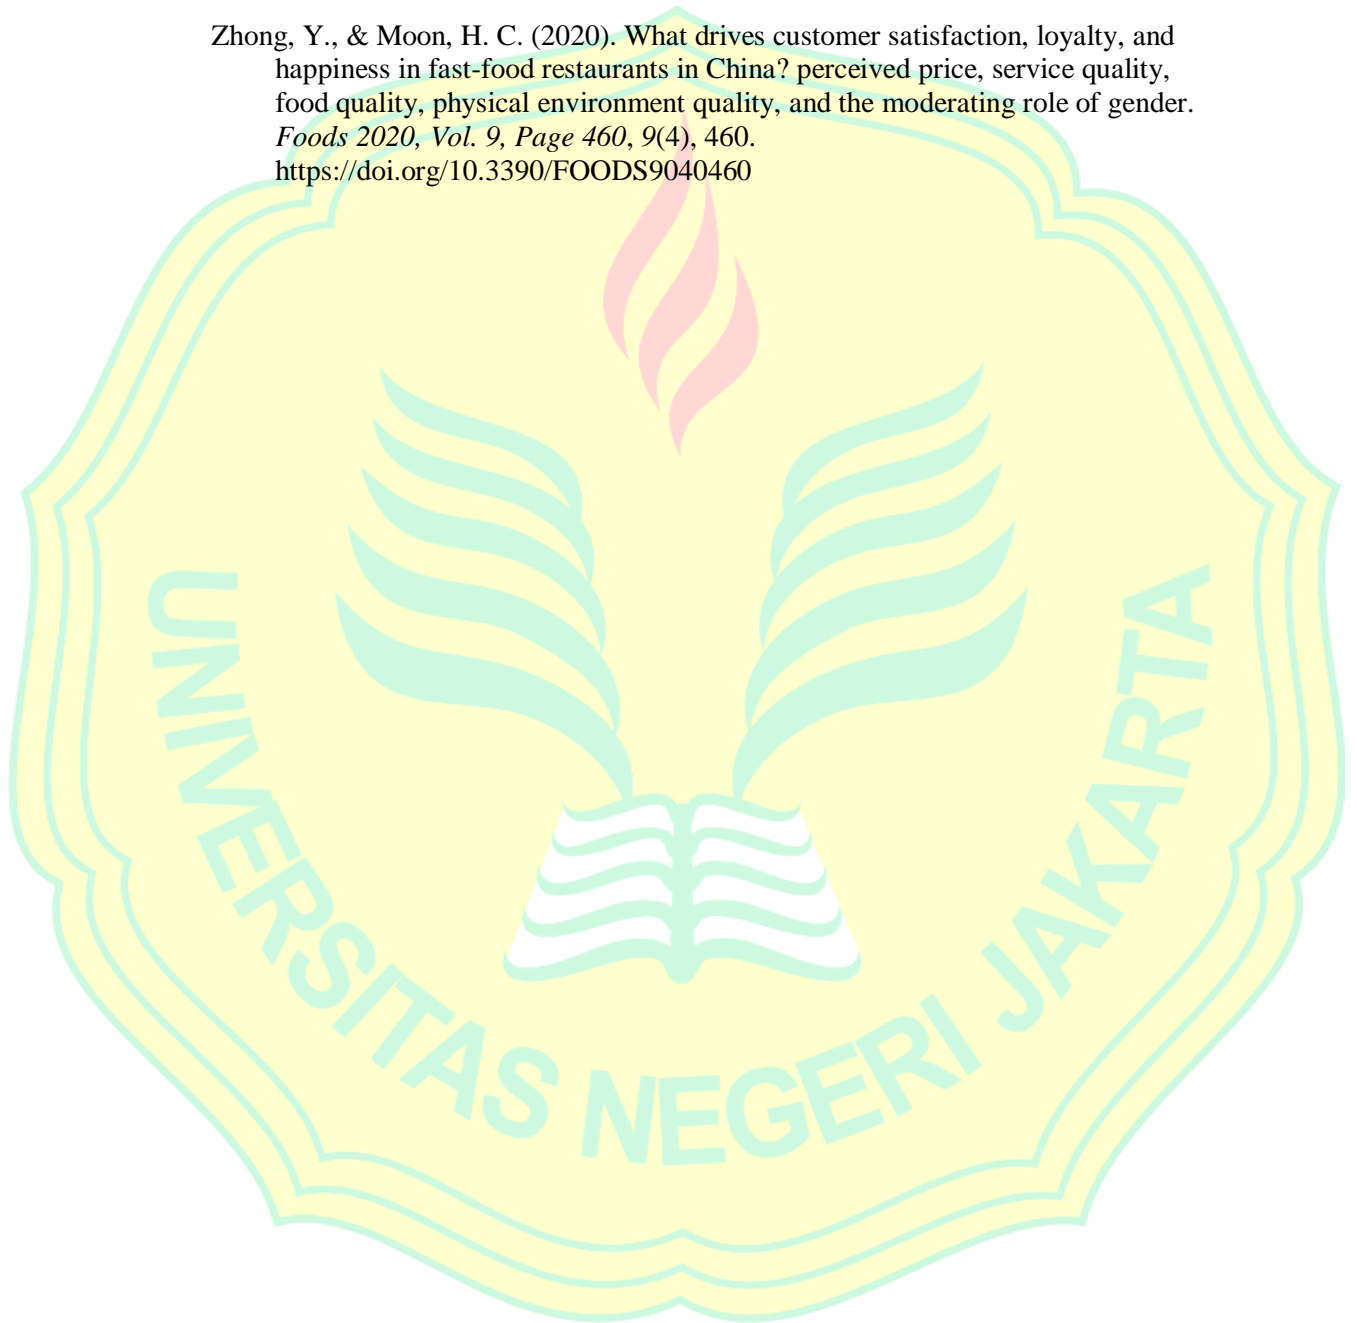 Zhong, Y., & Moon, H. C. (2020). What drives customer satisfaction, loyalty, and
happiness in fast-food restaurants in China? perceived price, service quality,
food quality, physical environment quality, and the moderating role of gender.
Foods 2020, Vol. 9, Page 460, 9(4), 460.
https://doi.org/10.3390/FOODS9040460
UNIVERSITAS NEGERI JAKARTA